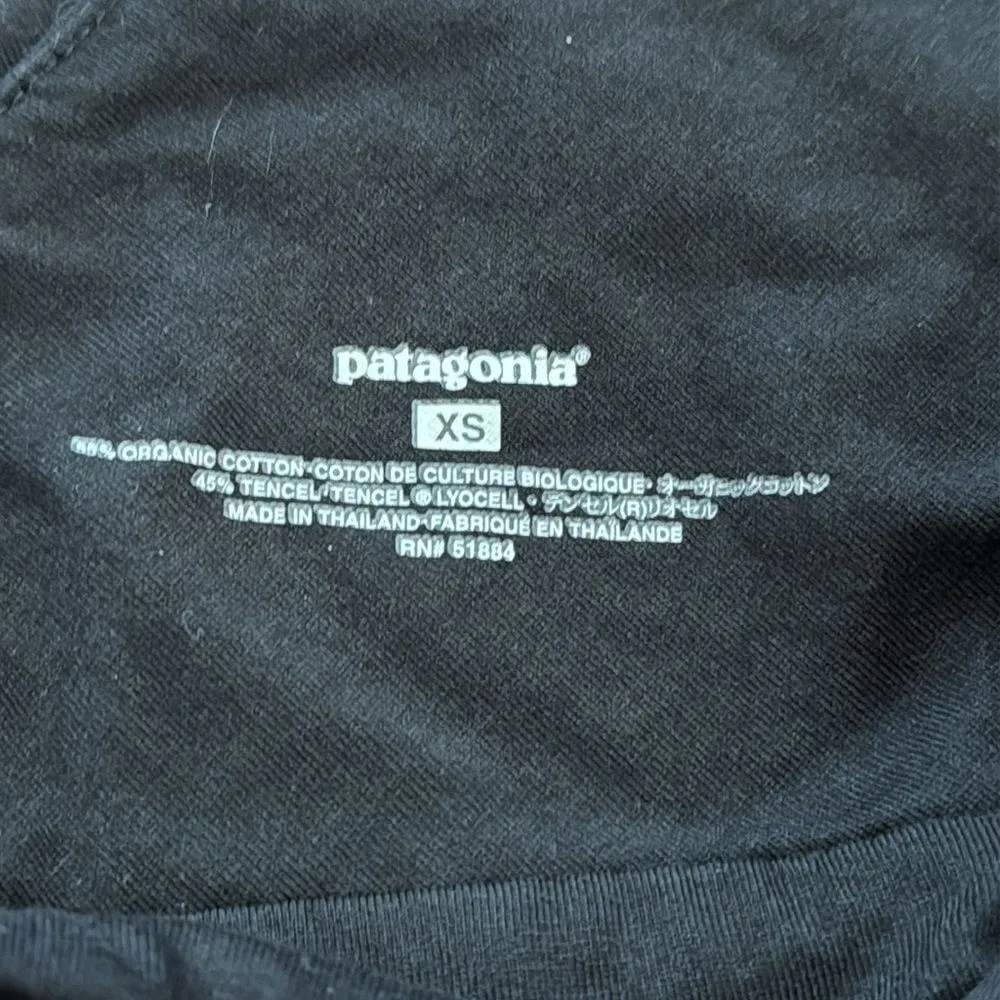 patagonia®
XS
55% ORGANIC COTTON·COTON DE CULTURE BIOLOGIQUE· オーガニックコットン
45% TENCEL/TENCEL ® LYOCELL· テンセル(R)リオセル
MADE IN THAILAND·FABRIQUÉ EN THAÏLANDE
RN# 51884